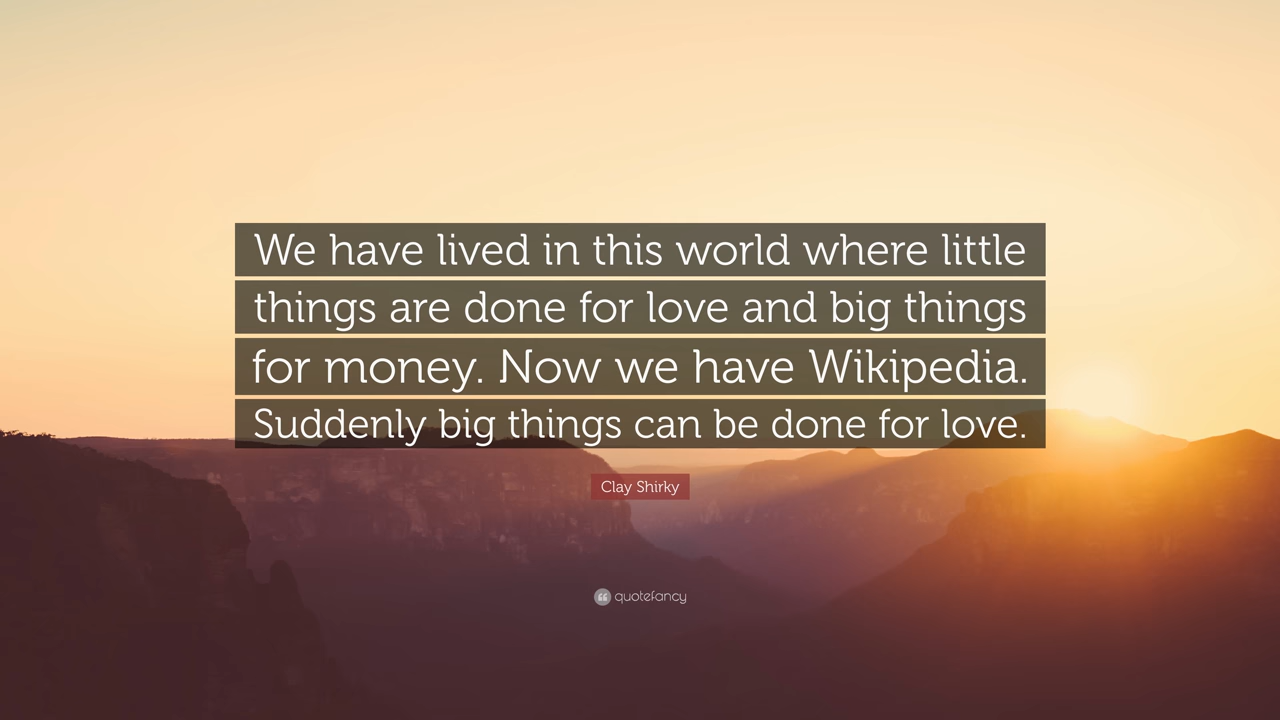 We have lived in this world where little
things are done for love and big things
for money. Now we have Wikipedia.
Suddenly big things can be done for love.
Clay Shirky
quotefancy